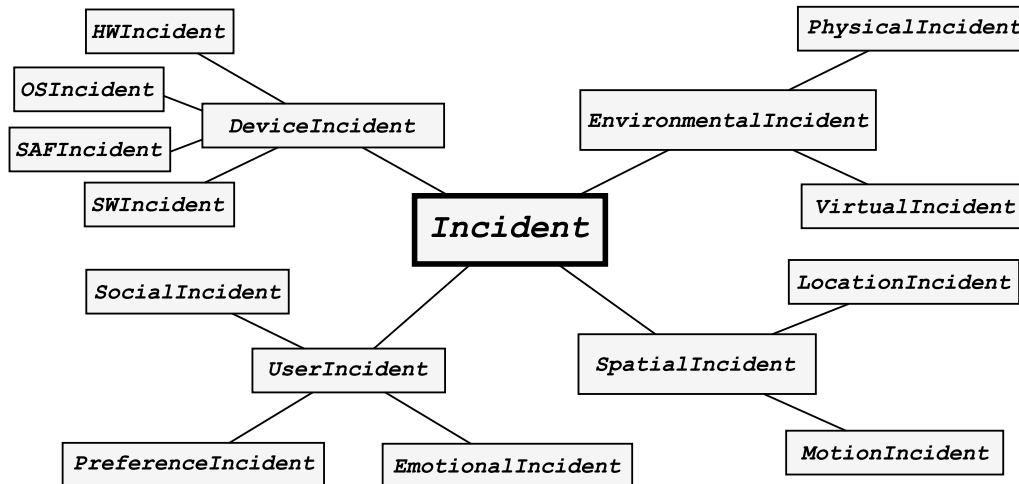 HWIncident
PhysicalIncident
OSIncident
DeviceIncident
EnvironmentalIncident
SAFIncident
SWIncident
VirtualIncident
Incident
SocialIncident
LocationIncident
UserIncident
SpatialIncident
PreferenceIncident
EmotionalIncident
MotionIncident